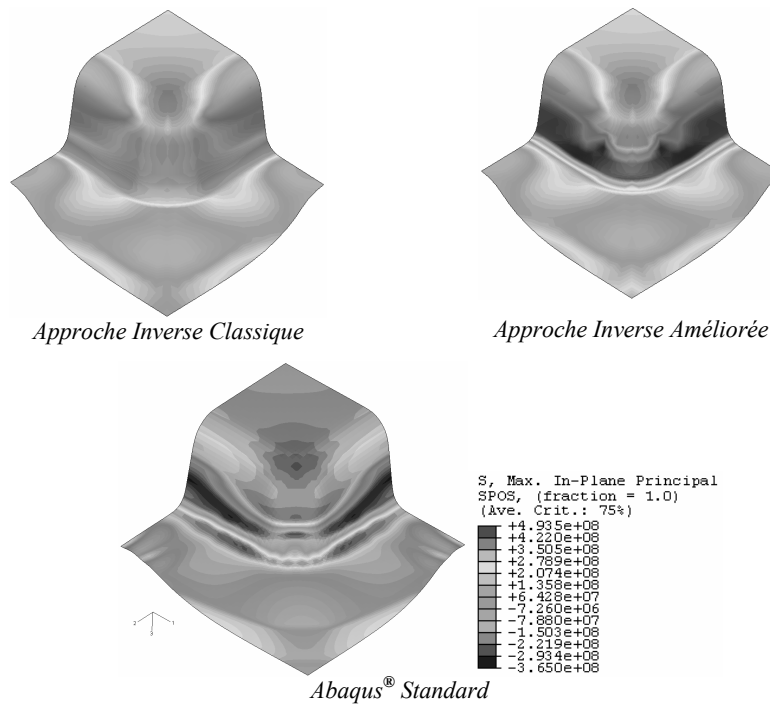 Approche Inverse Classique
Approche Inverse Améliorée
S, Max. In-Plane Principal
SPOS, (fraction = 1.0)
(Ave. Crit.: 75%)
+4.935e+08
+4.220e+08
+3.505e+08
+2.789e+08
+2.074e+08
+1.358e+08
+6.428e+07
-7.260e+06
-7.880e+07
-1.503e+08
-2.219e+08
-2.934e+08
-3.650e+08
2
1
3
Abaqus® Standard